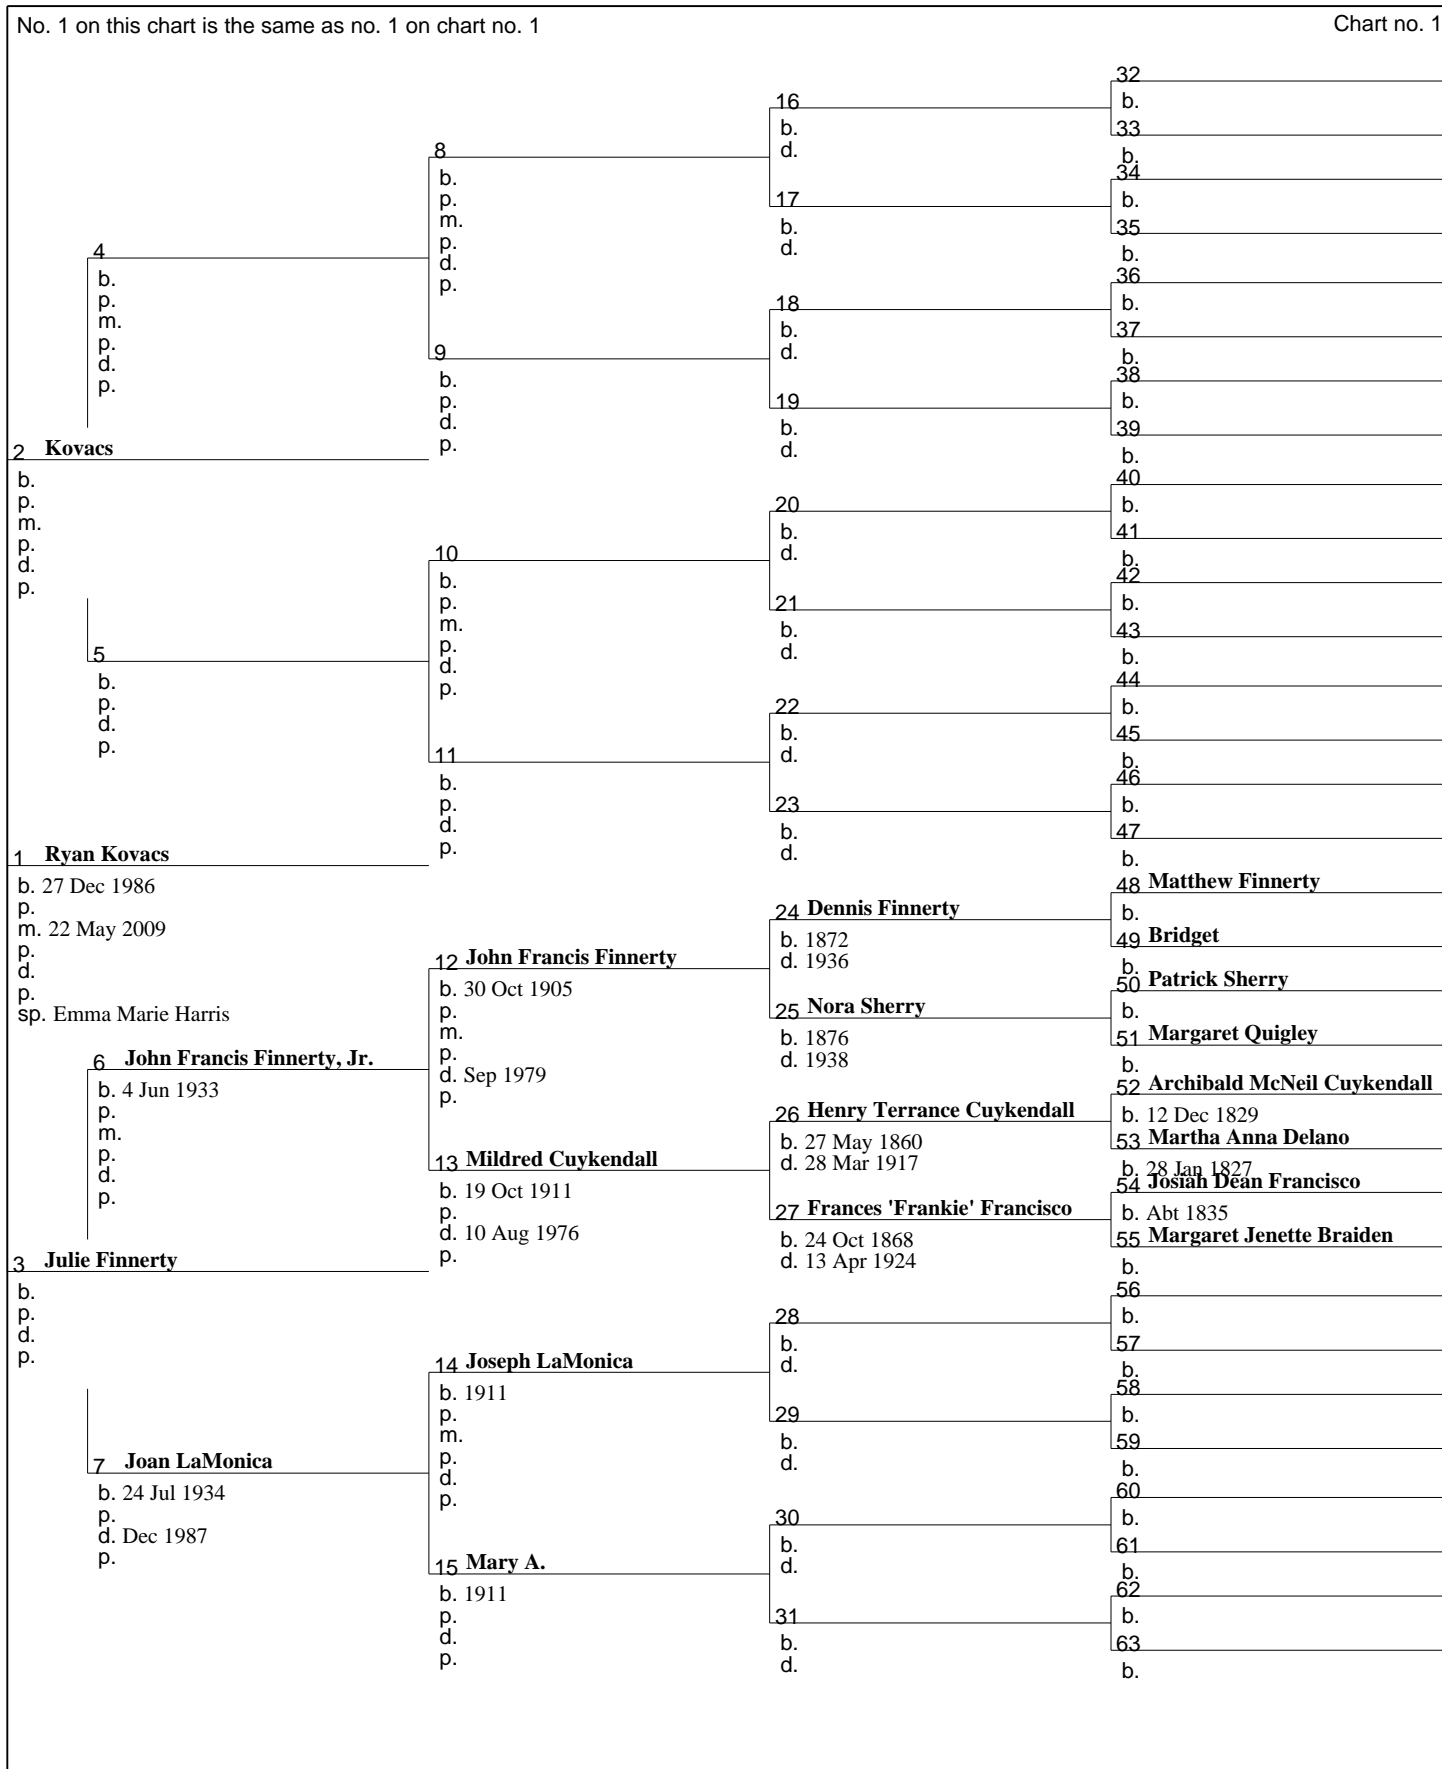 No. 1 on this chart is the same as no. 1 on chart no. 1
Chart no. 1
2 Kovacs
b.
p.
m.
p.
d.
p.
1 Ryan Kovacs
b. 27 Dec 1986
p.
m. 22 May 2009
p.
d.
p.
sp. Emma Marie Harris
3 Julie Finnerty
b.
p.
d.
p.
4
b.
p.
m.
p.
d.
p.
5
b.
p.
d.
p.
6 John Francis Finnerty, Jr.
b. 4 Jun 1933
p.
m.
p.
d.
p.
7 Joan LaMonica
b. 24 Jul 1934
p.
d. Dec 1987
p.
8
b.
p.
m.
p.
d.
p.
9
b.
p.
d.
p.
10
b.
p.
m.
p.
d.
p.
11
b.
p.
d.
p.
12 John Francis Finnerty
b. 30 Oct 1905
p.
m.
p.
d. Sep 1979
p.
13 Mildred Cuykendall
b. 19 Oct 1911
p.
d. 10 Aug 1976
p.
14 Joseph LaMonica
b. 1911
p.
m.
p.
d.
p.
15 Mary A.
b. 1911
p.
d.
p.
16
b.
d.
17
b.
d.
18
b.
d.
19
b.
d.
20
b.
d.
21
b.
d.
22
b.
d.
23
b.
d.
24 Dennis Finnerty
b. 1872
d. 1936
25 Nora Sherry
b. 1876
d. 1938
26 Henry Terrance Cuykendall
b. 27 May 1860
d. 28 Mar 1917
27 Frances 'Frankie' Francisco
b. 24 Oct 1868
d. 13 Apr 1924
28
b.
d.
29
b.
d.
30
b.
d.
31
b.
d.
32
b.
33
b.
34
b.
35
b.
36
b.
37
b.
38
b.
39
b.
40
b.
41
b.
42
b.
43
b.
44
b.
45
b.
46
b.
47
b.
48 Matthew Finnerty
b.
49 Bridget
b.
50 Patrick Sherry
b.
51 Margaret Quigley
b.
52 Archibald McNeil Cuykendall
b. 12 Dec 1829
53 Martha Anna Delano
b. 28 Jan 1827
54 Josiah Dean Francisco
b. Abt 1835
55 Margaret Jenette Braiden
b.
56
b.
57
b.
58
b.
59
b.
60
b.
61
b.
62
b.
63
b.